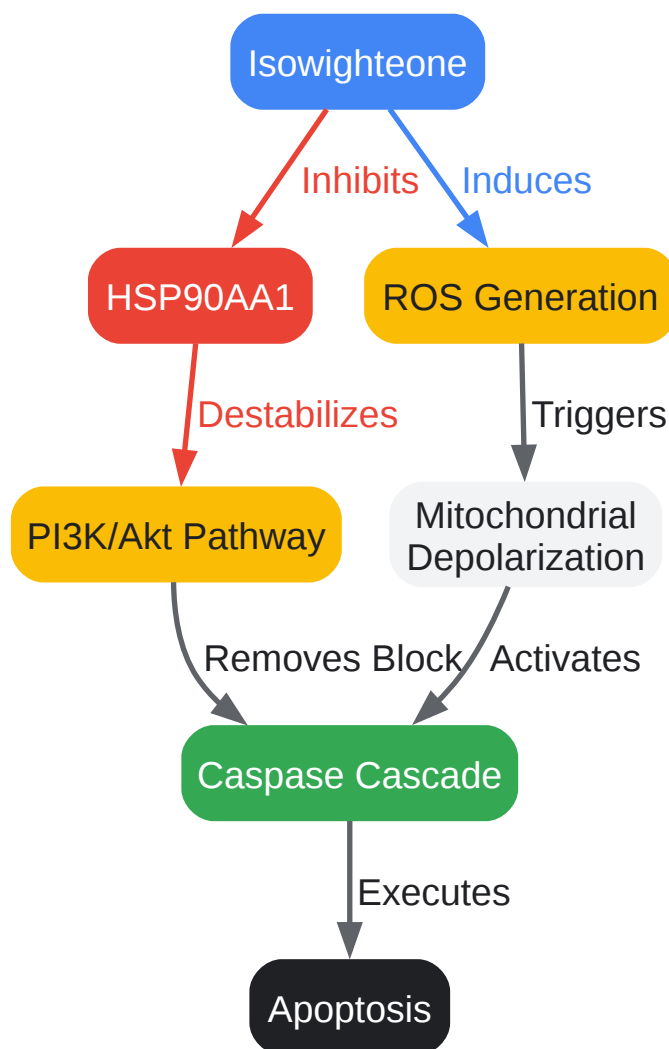 Isowighteone
Inhibits
Induces
HSP90AA1
ROS Generation
Destabilizes
Triggers
PI3K/Akt Pathway
Mitochondrial
Depolarization
Removes Block
Activates
Caspase Cascade
Executes
Apoptosis